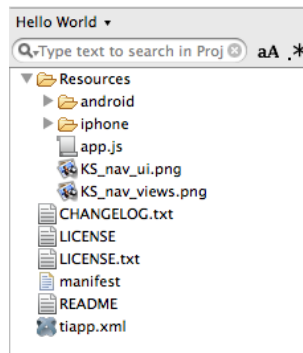 Hello World
Type text to search in Proj
aA .*
Resources
android
iphone
app.js
KS_nav_ui.png
KS_nav_views.png
CHANGELOG.txt
LICENSE
LICENSE.txt
manifest
README
tiapp.xml